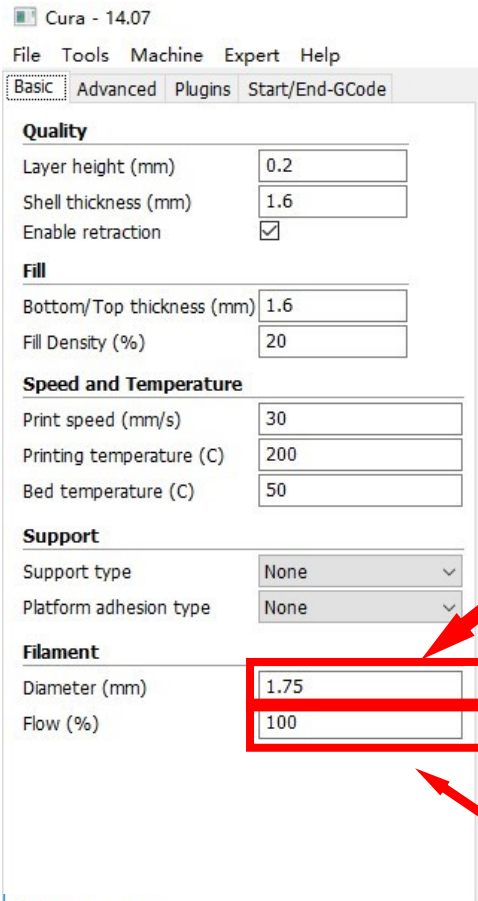 Cura - 14.07
File Tools Machine Expert Help
Basic Advanced Plugins Start/End-GCode
Quality
Layer height (mm) 0.2
Shell thickness (mm) 1.6
Enable retraction
Fill
Bottom/Top thickness (mm) 1.6
Fill Density (%) 20
Speed and Temperature
Print speed (mm/s) 30
Printing temperature (C) 200
Bed temperature (C) 50
Support
Support type None
Platform adhesion type None
Filament
Diameter (mm) 1.75
Flow (%) 100